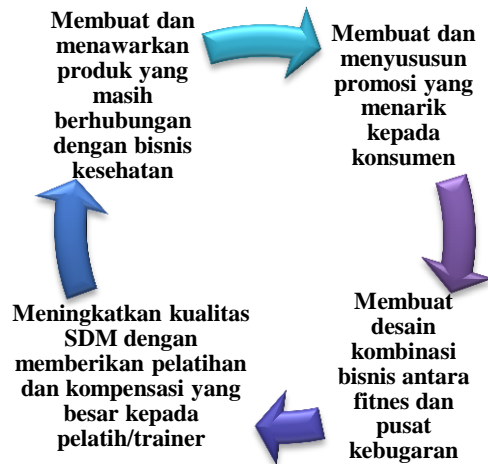 Membuat dan
menawarkan
produk yang
masih
berhubungan
dengan bisnis
kesehatan
Membuat dan
menyususun
promosi yang
menarik
kepada
konsumen
Membuat
desain
kombinasi
bisnis antara
fitnes dan
pusat
kebugaran
Meningkatkan kualitas
SDM dengan
memberikan pelatihan
dan kompensasi yang
besar kepada
pelatih/trainer